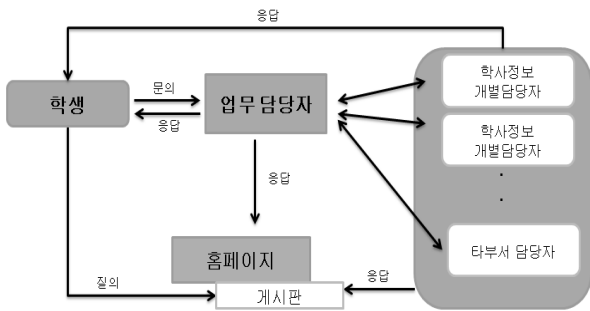 응답
학사정보
개별담당자
학생
문의
응답
업무 담당자
학사정보
개별담당자
응답
타부서 담당자
홈페이지
질의
게시판
응답